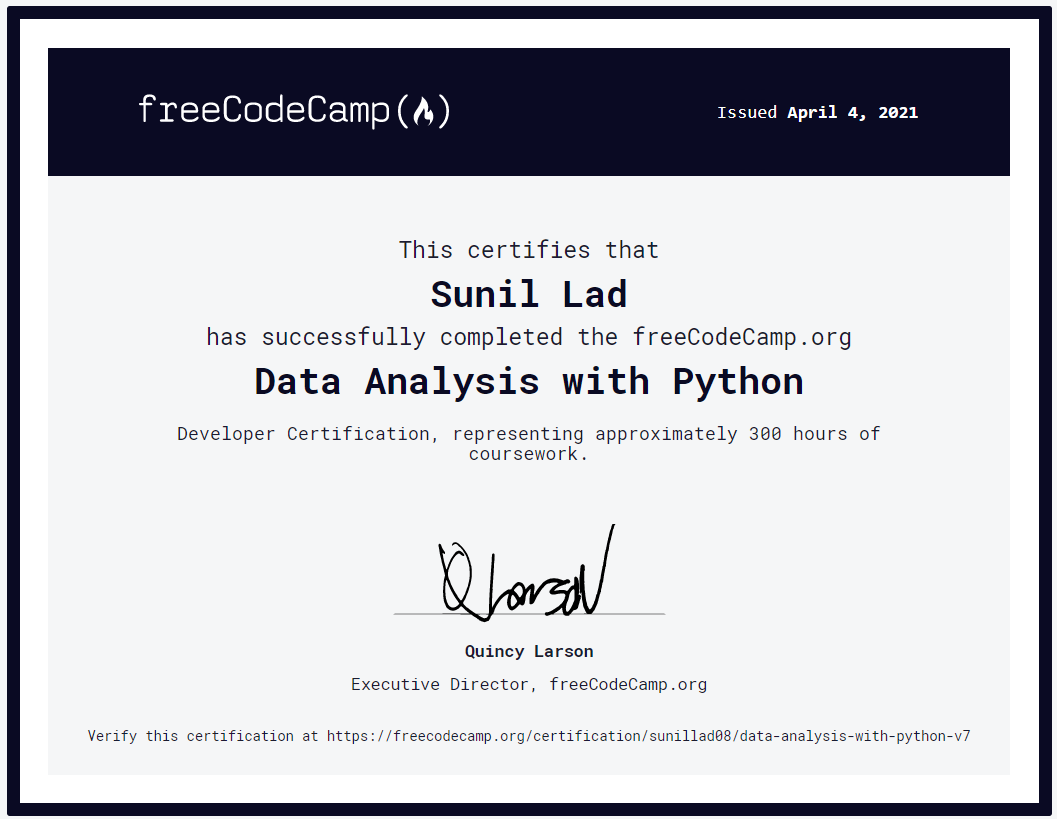 freeCodeCamp(🔥)
Issued April 4, 2021
This certifies that
Sunil Lad
has successfully completed the freeCodeCamp.org
Data Analysis with Python
Developer Certification, representing approximately 300 hours of
coursework.
Q Larson
Quincy Larson
Executive Director, freeCodeCamp.org
Verify this certification at https://freecodecamp.org/certification/sunillad08/data-analysis-with-python-v7